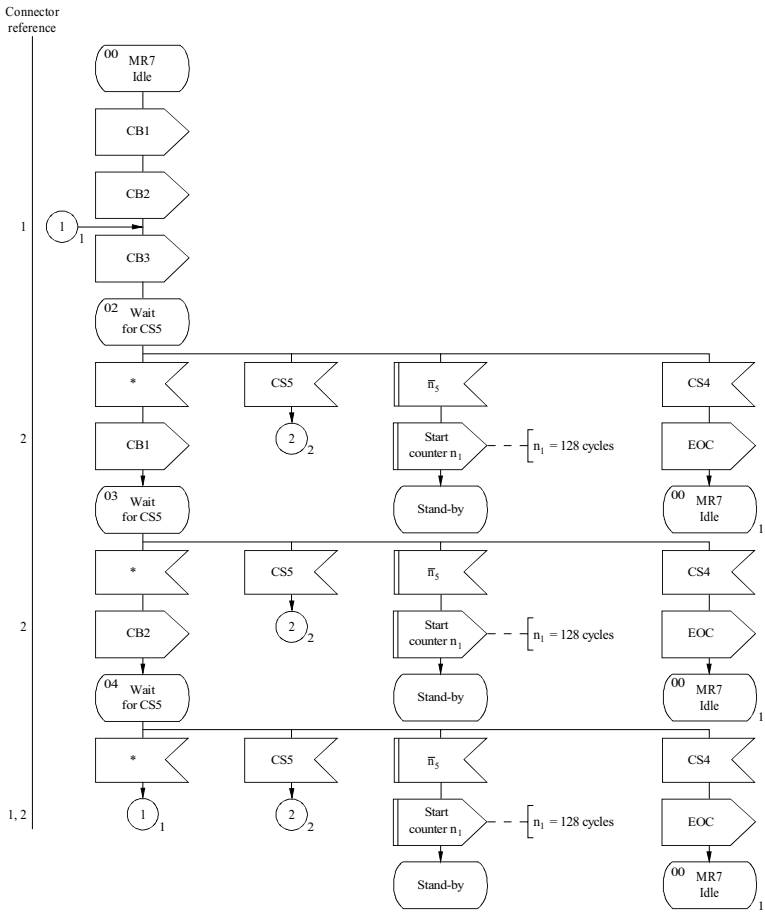 Connector
reference
00 MR7
Idle
CB1
CB2
1 1 1
CB3
02 Wait
for CS5
* CS5 n̅5 CS4
2 CB1 2 2 Start
counter n1 n1 = 128 cycles EOC
03 Wait
for CS5 Stand-by 00 MR7
Idle 1
* CS5 n̅5 CS4
2 CB2 2 2 Start
counter n1 n1 = 128 cycles EOC
04 Wait
for CS5 Stand-by 00 MR7
Idle 1
* CS5 n̅5 CS4
1, 2 1 1 2 2 Start
counter n1 n1 = 128 cycles EOC
Stand-by 00 MR7
Idle 1